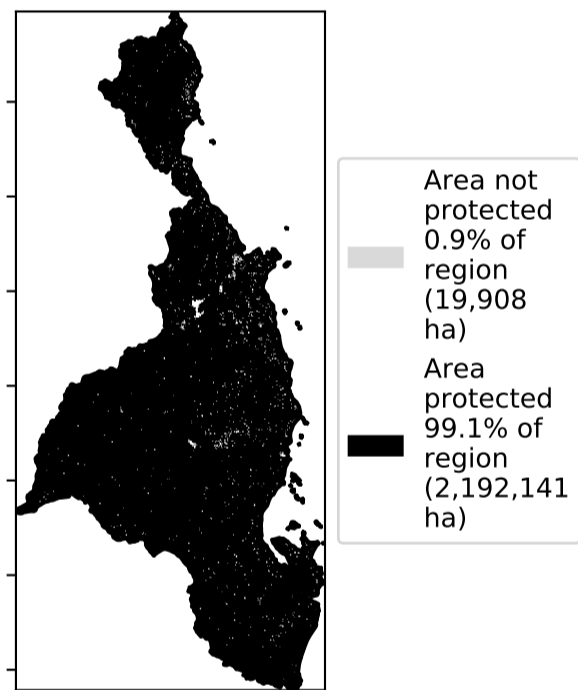 Area not
protected
0.9% of
region
(19,908
ha)
Area
protected
99.1% of
region
(2,192,141
ha)